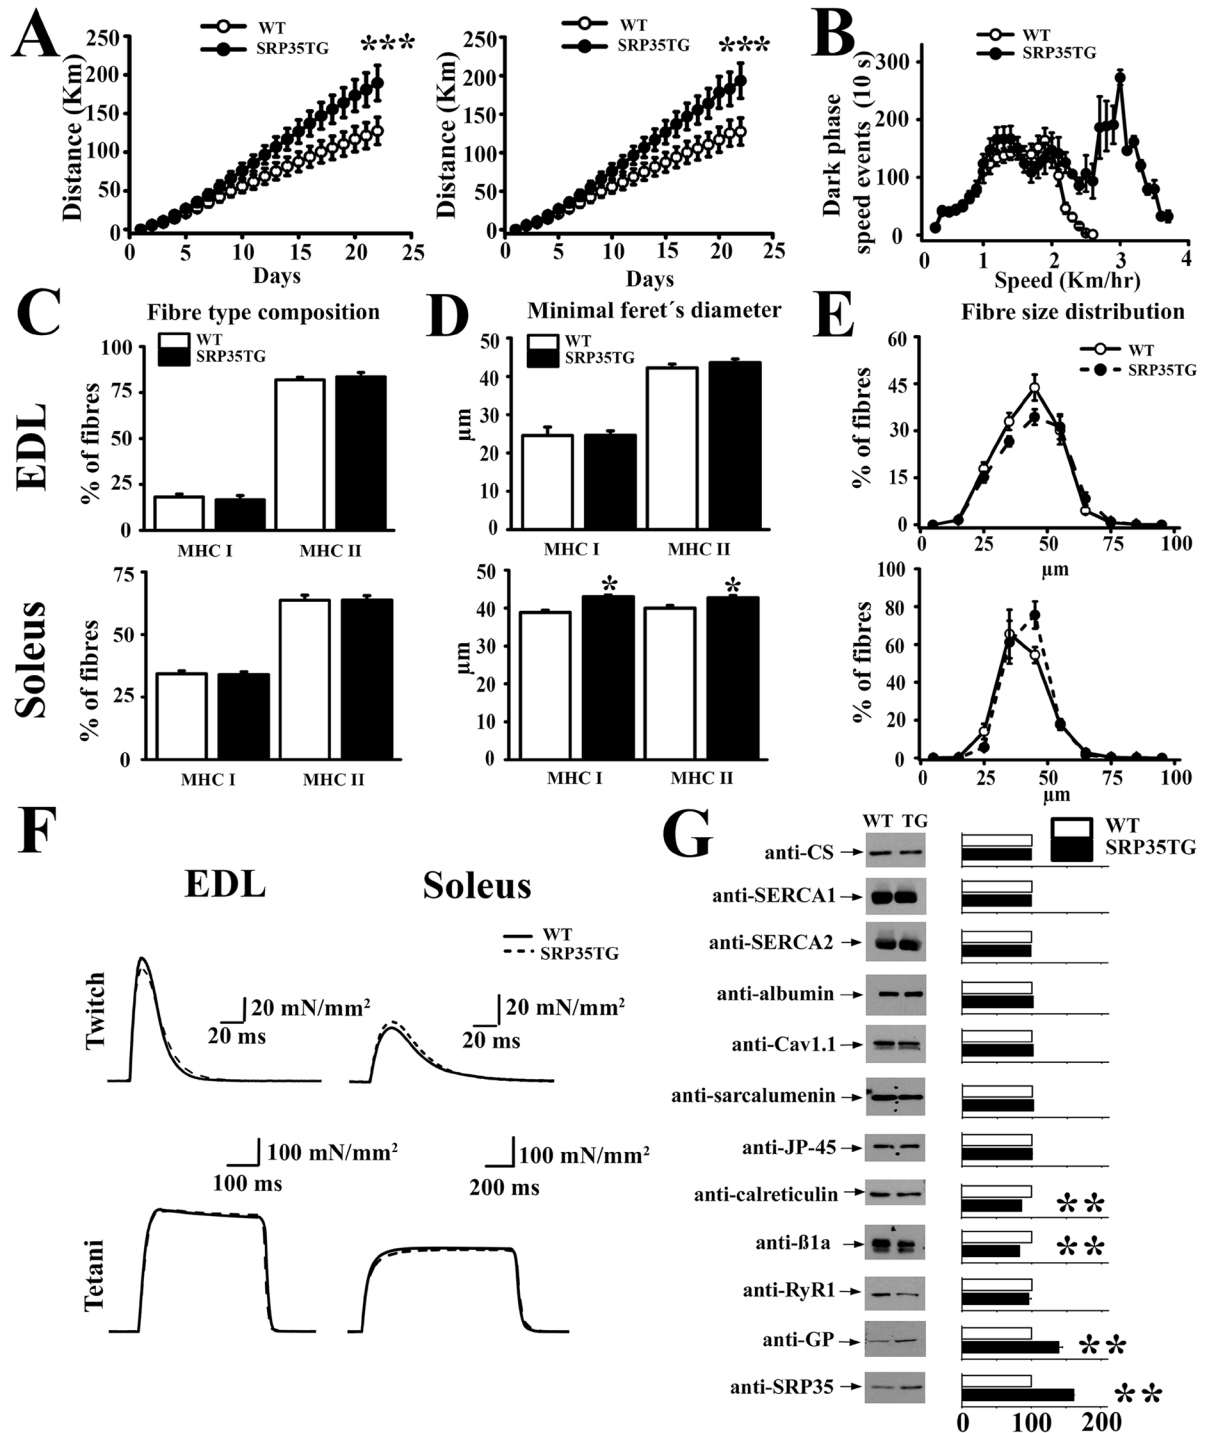 A
WT
SRP35TG
***
Distance (Km)
250
200
150
100
50
0
0
5
10
15
20
25
Days
WT
SRP35TG
***
Distance (Km)
250
200
150
100
50
0
0
5
10
15
20
25
Days
B
WT
SRP35TG
Dark phase
speed events (10 s)
300
200
100
0
0
1
2
3
4
Speed (Km/hr)
C
Fibre type composition
WT
SRP35TG
EDL
% of fibres
100
75
50
25
0
MHC I
MHC II
Soleus
% of fibres
75
50
25
0
MHC I
MHC II
D
Minimal feret´s diameter
WT
SRP35TG
µm
50
40
30
20
10
0
MHC I
MHC II
*
*
µm
50
40
30
20
10
0
MHC I
MHC II
E
Fibre size distribution
WT
SRP35TG
% of fibres
60
45
30
15
0
0
25
50
75
100
µm
% of fibres
100
80
60
40
20
0
0
25
50
75
100
µm
F
EDL
Soleus
WT
SRP35TG
Twitch
20 mN/mm²
20 ms
20 mN/mm²
20 ms
Tetani
100 mN/mm²
100 ms
100 mN/mm²
200 ms
G
WT TG
WT
SRP35TG
anti-CS
anti-SERCA1
anti-SERCA2
anti-albumin
anti-Cav1.1
anti-sarcalumenin
anti-JP-45
anti-calreticulin
**
anti-ß1a
**
anti-RyR1
anti-GP
**
anti-SRP35
**
0
100
200